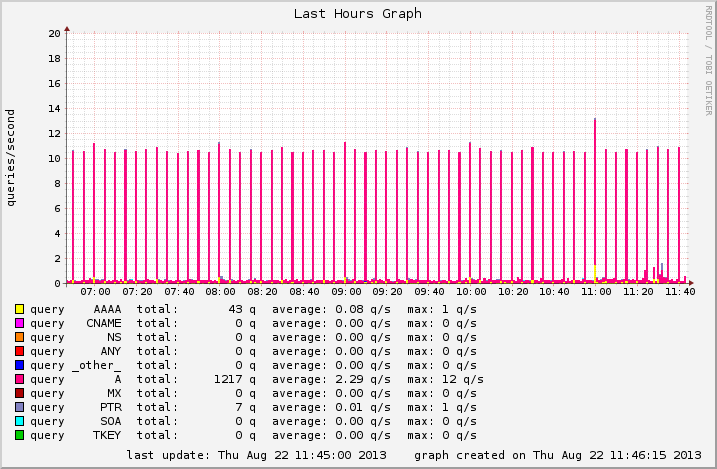 Last Hours Graph
RRDTOOL / TOBI OETIKER
queries/second
20
18
16
14
12
10
8
6
4
2
0
07:00 07:20 07:40 08:00 08:20 08:40 09:00 09:20 09:40 10:00 10:20 10:40 11:00 11:20 11:40
query AAAA total: 43 q average: 0.08 q/s max: 1 q/s
query CNAME total: 0 q average: 0.00 q/s max: 0 q/s
query NS total: 0 q average: 0.00 q/s max: 0 q/s
query ANY total: 0 q average: 0.00 q/s max: 0 q/s
query _other_ total: 0 q average: 0.00 q/s max: 0 q/s
query A total: 1217 q average: 2.29 q/s max: 12 q/s
query MX total: 0 q average: 0.00 q/s max: 0 q/s
query PTR total: 7 q average: 0.01 q/s max: 1 q/s
query SOA total: 0 q average: 0.00 q/s max: 0 q/s
query TKEY total: 0 q average: 0.00 q/s max: 0 q/s
last update: Thu Aug 22 11:45:00 2013 graph created on Thu Aug 22 11:46:15 2013